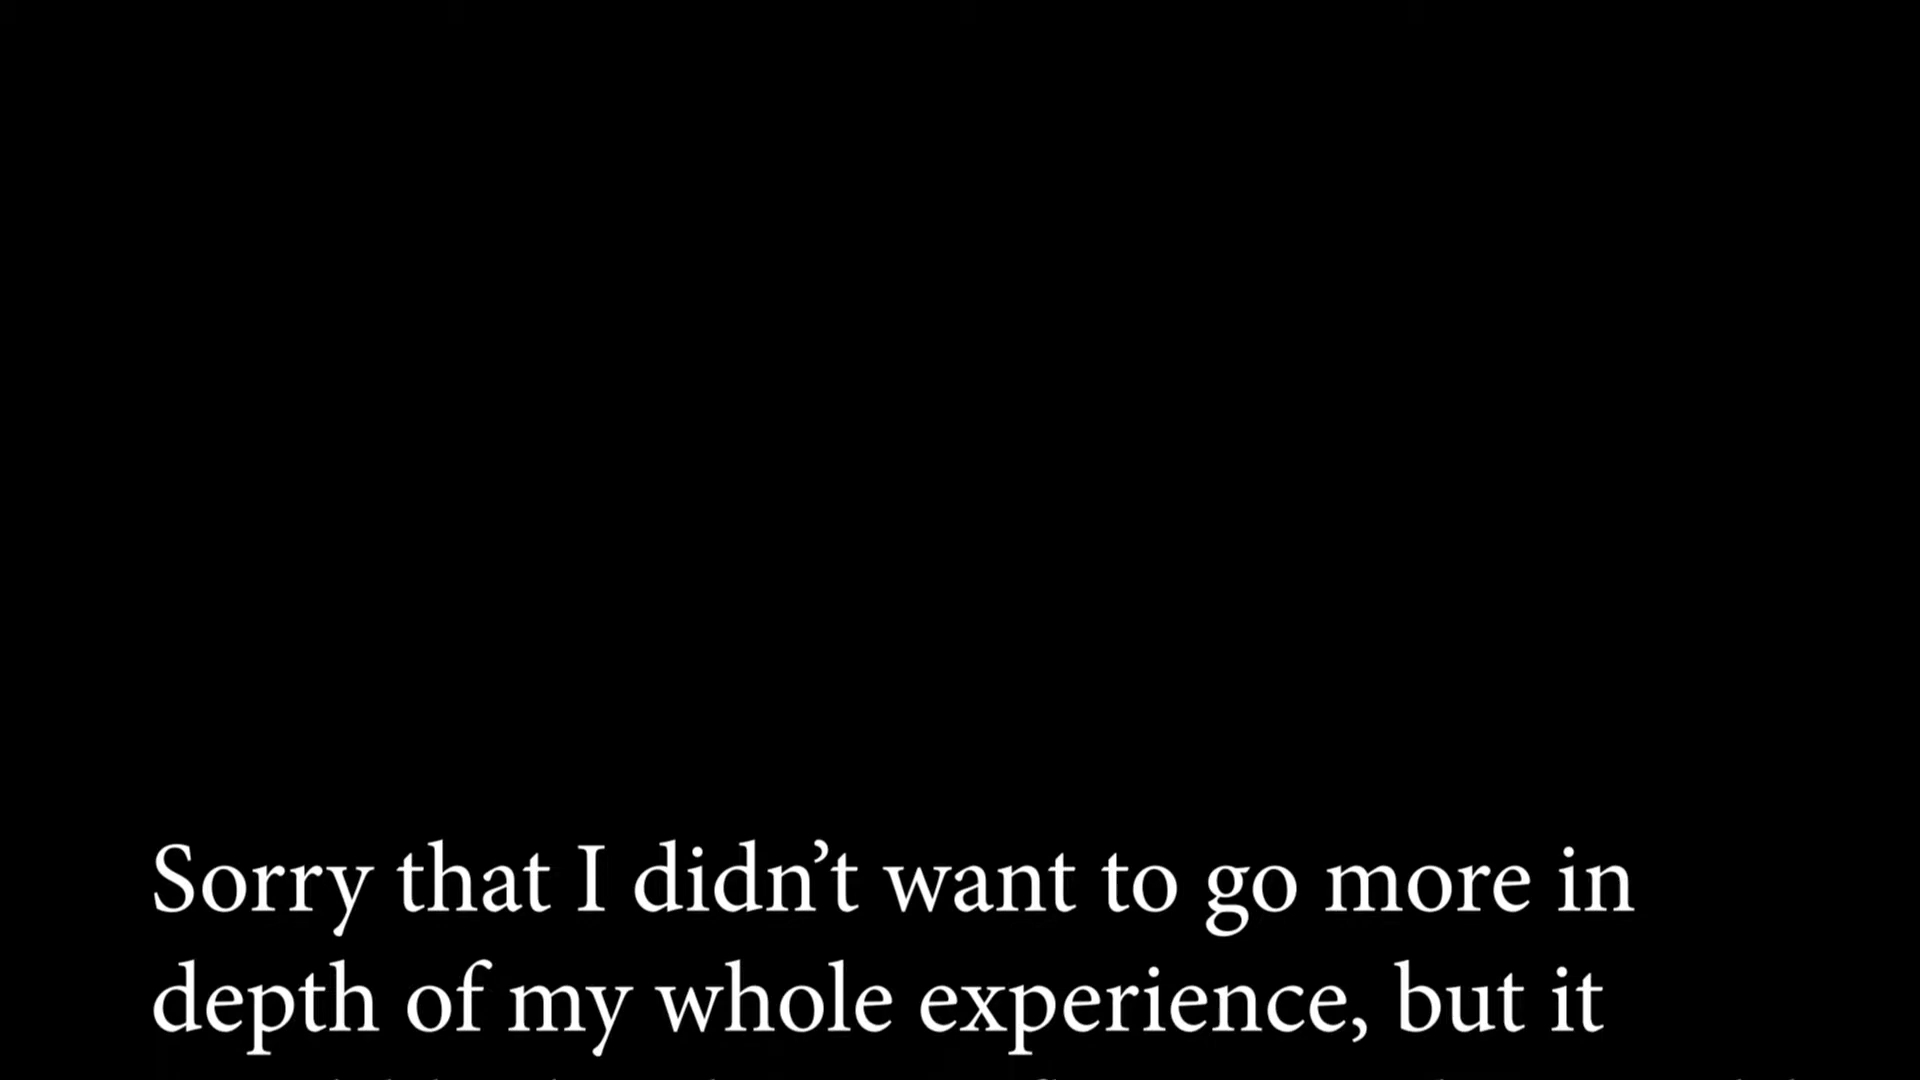 Sorry that I didn’t want to go more in
depth of my whole experience, but it